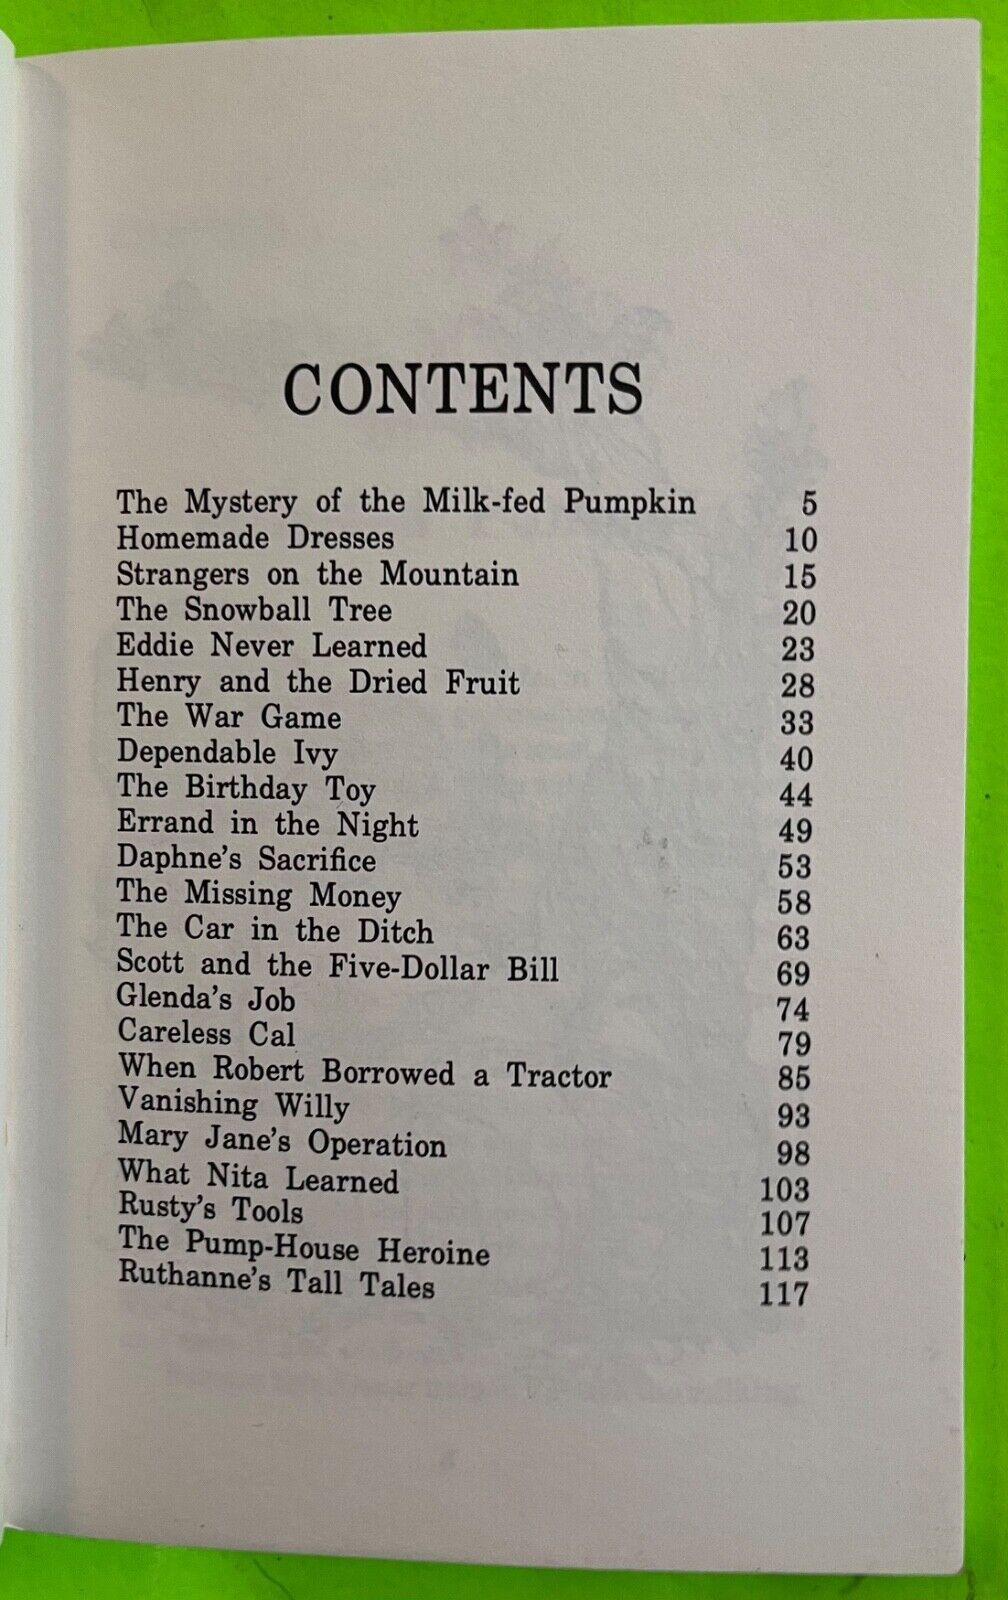 CONTENTS
The Mystery of the Milk-fed Pumpkin 5
Homemade Dresses 10
Strangers on the Mountain 15
The Snowball Tree 20
Eddie Never Learned 23
Henry and the Dried Fruit 28
The War Game 33
Dependable Ivy 40
The Birthday Toy 44
Errand in the Night 49
Daphne's Sacrifice 53
The Missing Money 58
The Car in the Ditch 63
Scott and the Five-Dollar Bill 69
Glenda's Job 74
Careless Cal 79
When Robert Borrowed a Tractor 85
Vanishing Willy 93
Mary Jane's Operation 98
What Nita Learned 103
Rusty's Tools 107
The Pump-House Heroine 113
Ruthanne's Tall Tales 117